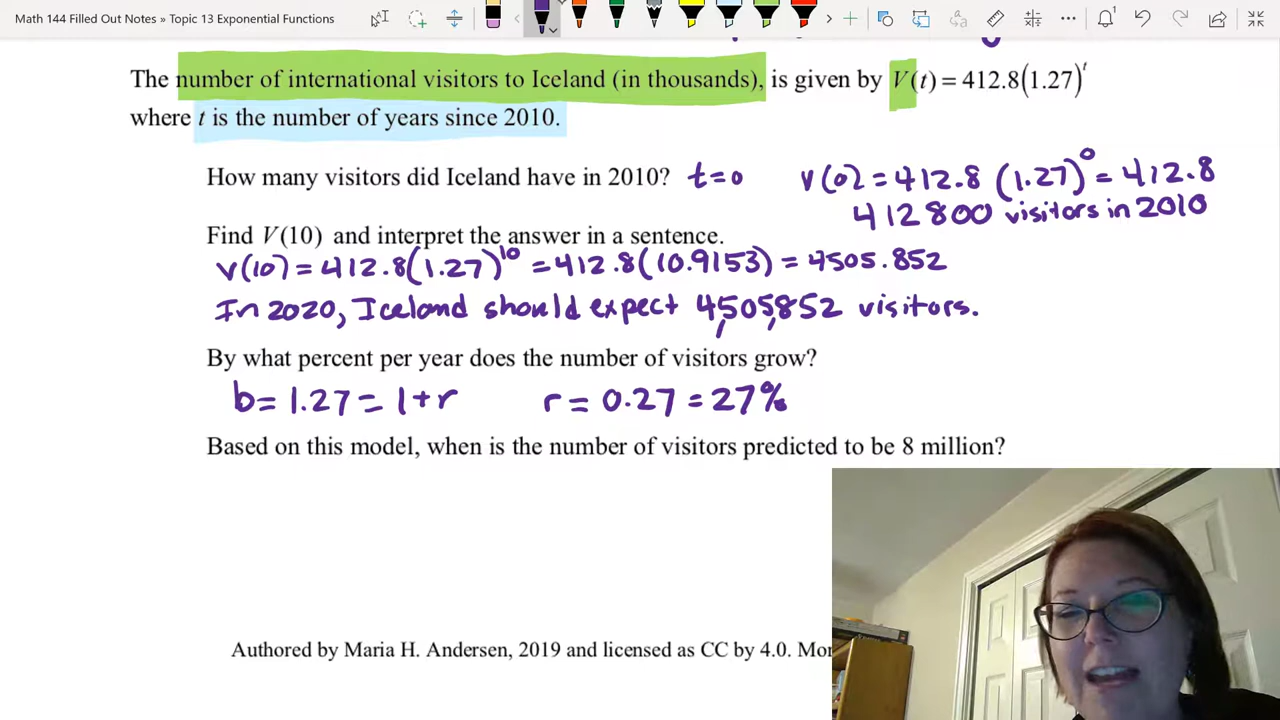 Math 144 Filled Out Notes » Topic 13 Exponential Functions
The number of international visitors to Iceland (in thousands), is given by V(t) = 412.8(1.27)^t
where t is the number of years since 2010.
How many visitors did Iceland have in 2010? t=0 V(0) = 412.8 (1.27)^0 = 412.8
412800 visitors in 2010
Find V(10) and interpret the answer in a sentence.
V(10) = 412.8(1.27)^10 = 412.8(10.9153) = 4505.852
In 2020, Iceland should expect 4,505,852 visitors.
By what percent per year does the number of visitors grow?
b = 1.27 = 1+r r = 0.27 = 27%
Based on this model, when is the number of visitors predicted to be 8 million?
Authored by Maria H. Andersen, 2019 and licensed as CC by 4.0. Mor